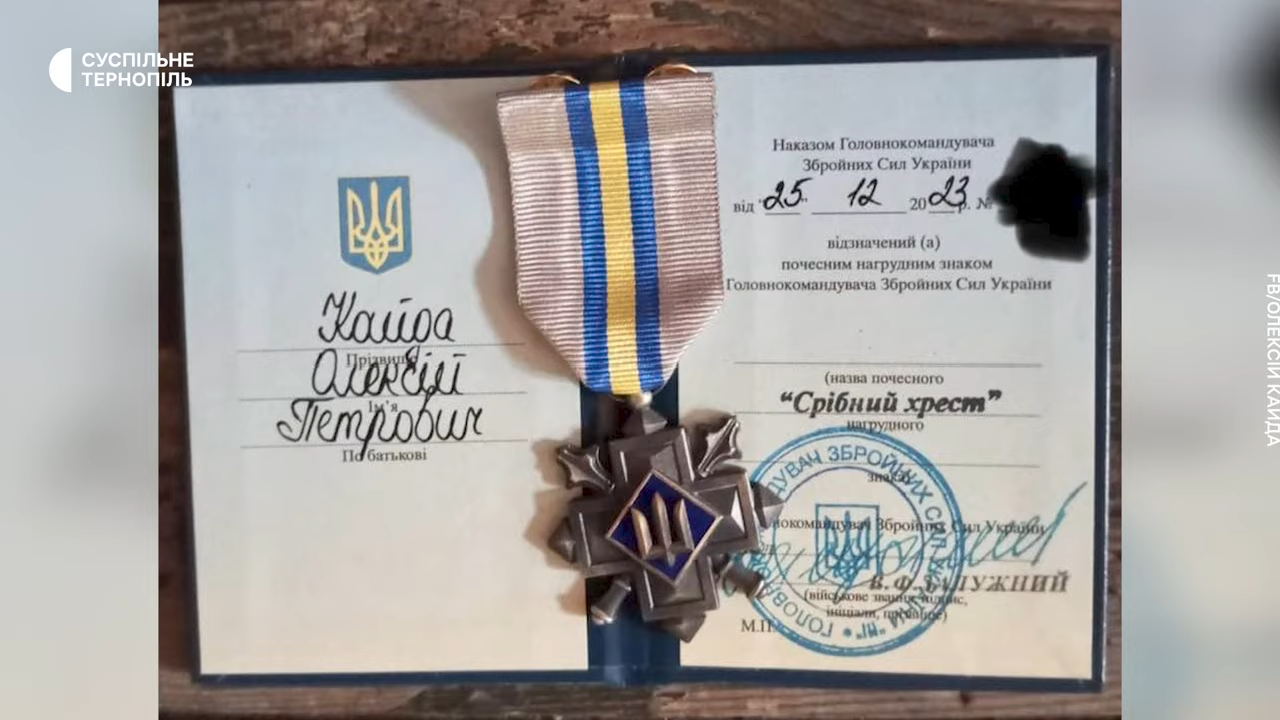 СУСПІЛЬНЕ
ТЕРНОПІЛЬ
Кайда
Прізвище
Олексій
Ім'я
Петрович
По батькові
Наказом Головнокомандувача
Збройних Сил України
від "25" 12 2023 р. №
відзначений (а)
почесним нагрудним знаком
Головнокомандувача Збройних Сил України
(назва почесного
“Срібний хрест”
нагрудного
знаку)
Збройних Сил України
В.Ф. ЗАЛУЖНИЙ
(військове звання, підпис,
ініціали, прізвище)
М.П.
FB/ОЛЕКСІЙ КАЙДА